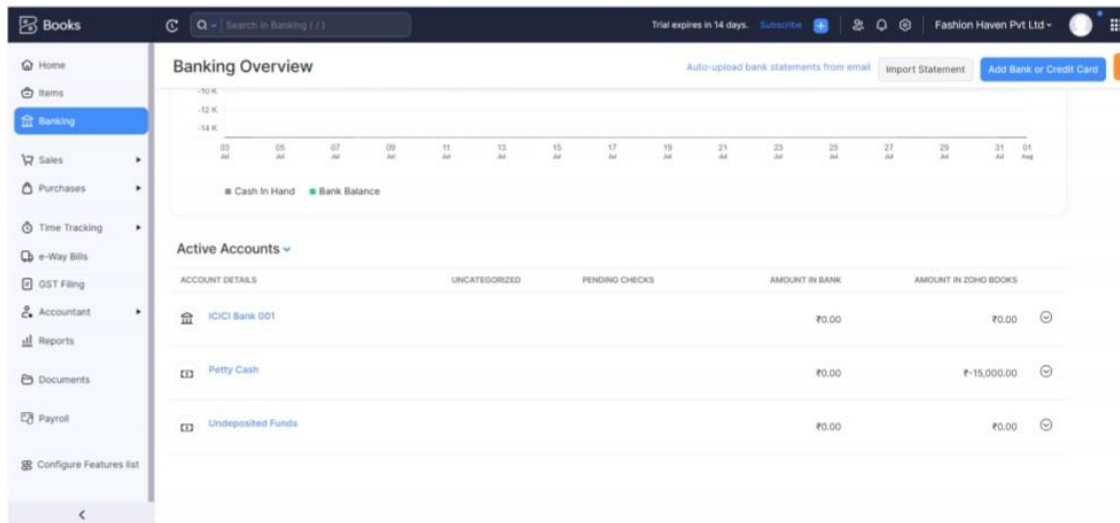 Books
Search in Banking ( / )
Trial expires in 14 days. Subscribe
Fashion Haven Pvt Ltd
Home
Items
Banking
Sales
Purchases
Time Tracking
e-Way Bills
GST Filing
Accountant
Reports
Documents
Payroll
Configure Features list
Banking Overview
Auto-upload bank statements from email
Import Statement
Add Bank or Credit Card
-10 K
-12 K
-14 K
03 05 07 09 11 13 15 17 19 21 23 25 27 29 31 01
Jul Jul Jul Jul Jul Jul Jul Jul Jul Jul Jul Jul Jul Jul Jul Aug
Cash In Hand Bank Balance
Active Accounts
ACCOUNT DETAILS UNCATEGORIZED PENDING CHECKS AMOUNT IN BANK AMOUNT IN ZOHO BOOKS
ICICI Bank 001 ₹0.00 ₹0.00
Petty Cash ₹0.00 ₹-15,000.00
Undeposited Funds ₹0.00 ₹0.00